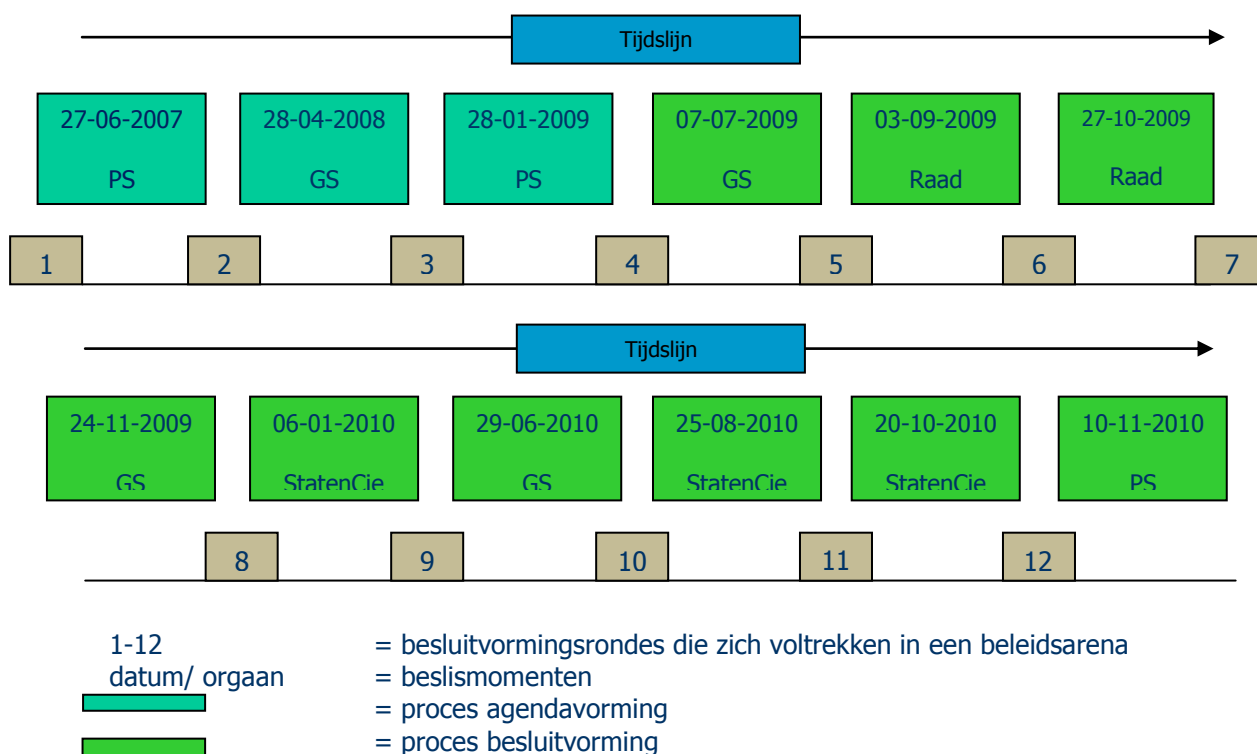 Tijdslijn
27-06-2007 28-04-2008 28-01-2009 07-07-2009 03-09-2009 27-10-2009
PS GS PS GS Raad Raad
1 2 3 4 5 6 7
Tijdslijn
24-11-2009 06-01-2010 29-06-2010 25-08-2010 20-10-2010 10-11-2010
GS StatenCie GS StatenCie StatenCie PS
8 9 10 11 12
1-12 = besluitvormingsrondes die zich voltrekken in een beleidsarena
datum/ orgaan = beslismomenten
= proces agendavorming
= proces besluitvorming